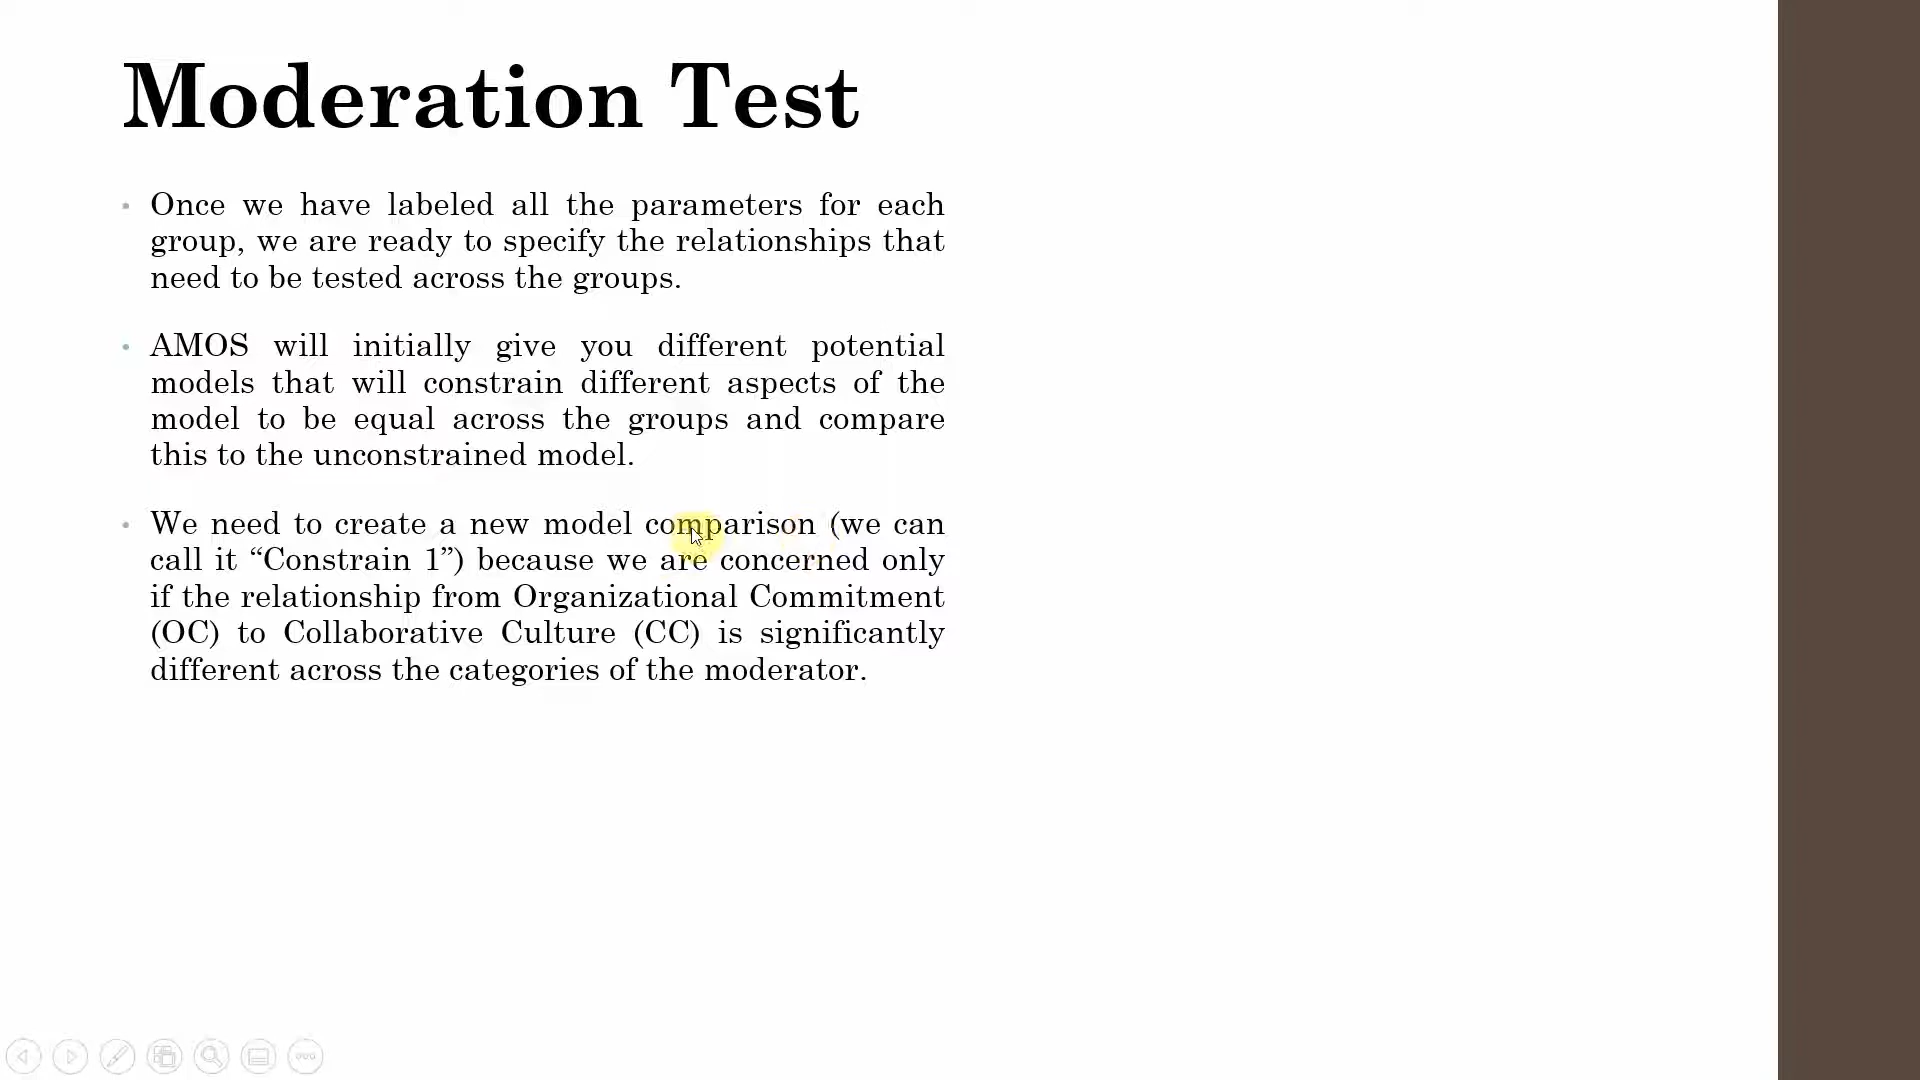 Moderation Test
• Once we have labeled all the parameters for each
group, we are ready to specify the relationships that
need to be tested across the groups.
• AMOS will initially give you different potential
models that will constrain different aspects of the
model to be equal across the groups and compare
this to the unconstrained model.
• We need to create a new model comparison (we can
call it “Constrain 1”) because we are concerned only
if the relationship from Organizational Commitment
(OC) to Collaborative Culture (CC) is significantly
different across the categories of the moderator.